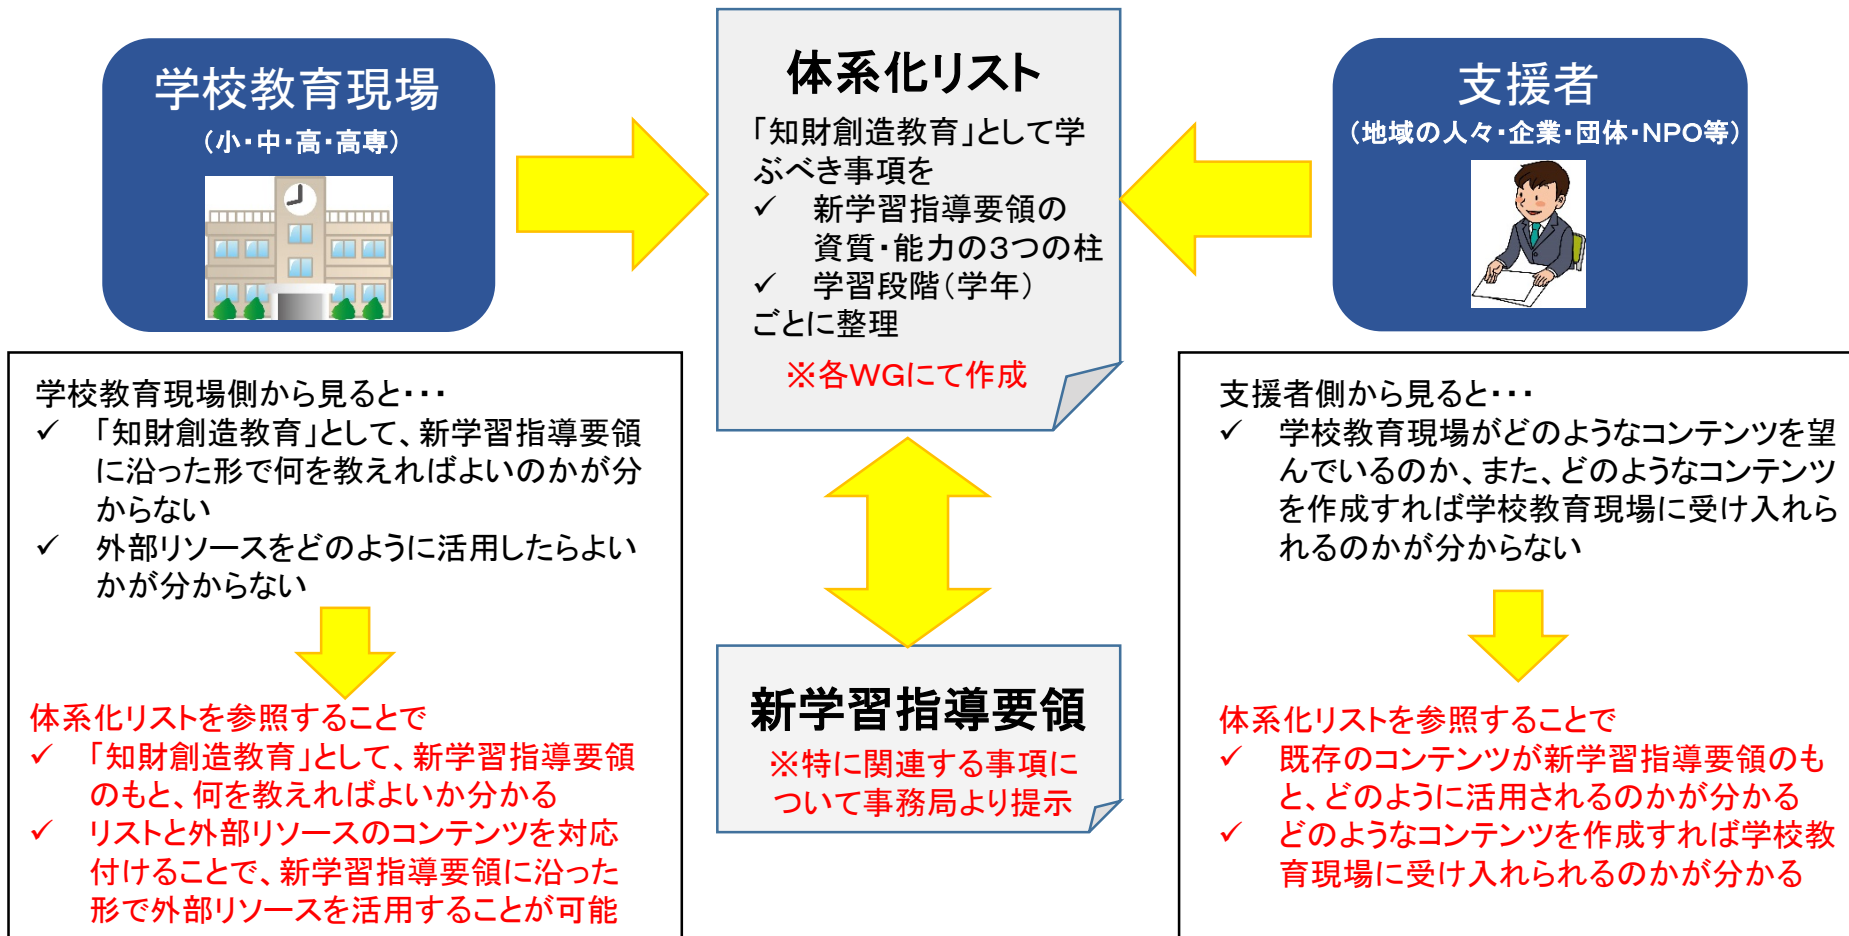 学校教育現場
（小・中・高・高専）
体系化リスト
「知財創造教育」として学
ぶべき事項を
✓ 新学習指導要領の
資質・能力の３つの柱
✓ 学習段階（学年）
ごとに整理
※各WGにて作成
支援者
（地域の人々・企業・団体・NPO等）
学校教育現場側から見ると・・・
✓ 「知財創造教育」として、新学習指導要領
に沿った形で何を教えればよいのかが分
からない
✓ 外部リソースをどのように活用したらよい
かが分からない
体系化リストを参照することで
✓ 「知財創造教育」として、新学習指導要領
のもと、何を教えればよいか分かる
✓ リストと外部リソースのコンテンツを対応
付けることで、新学習指導要領に沿った
形で外部リソースを活用することが可能
新学習指導要領
※特に関連する事項に
ついて事務局より提示
支援者側から見ると・・・
✓ 学校教育現場がどのようなコンテンツを望
んでいるのか、また、どのようなコンテンツ
を作成すれば学校教育現場に受け入れら
れるのかが分からない
体系化リストを参照することで
✓ 既存のコンテンツが新学習指導要領のも
と、どのように活用されるのかが分かる
✓ どのようなコンテンツを作成すれば学校教
育現場に受け入れられるのかが分かる